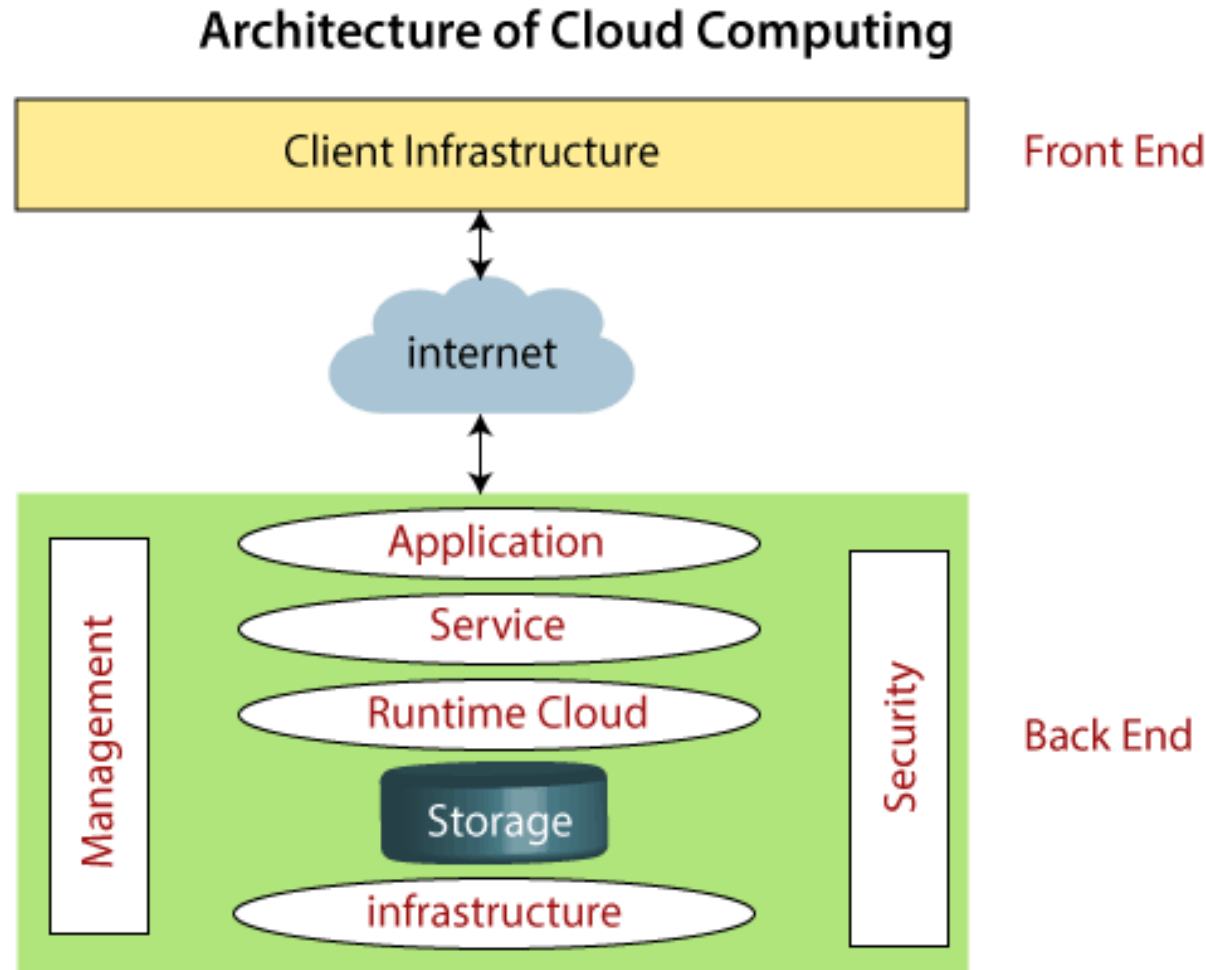 Architecture of Cloud Computing
Client Infrastructure
Front End
internet
Application
Service
Runtime Cloud
Storage
infrastructure
Management
Security
Back End